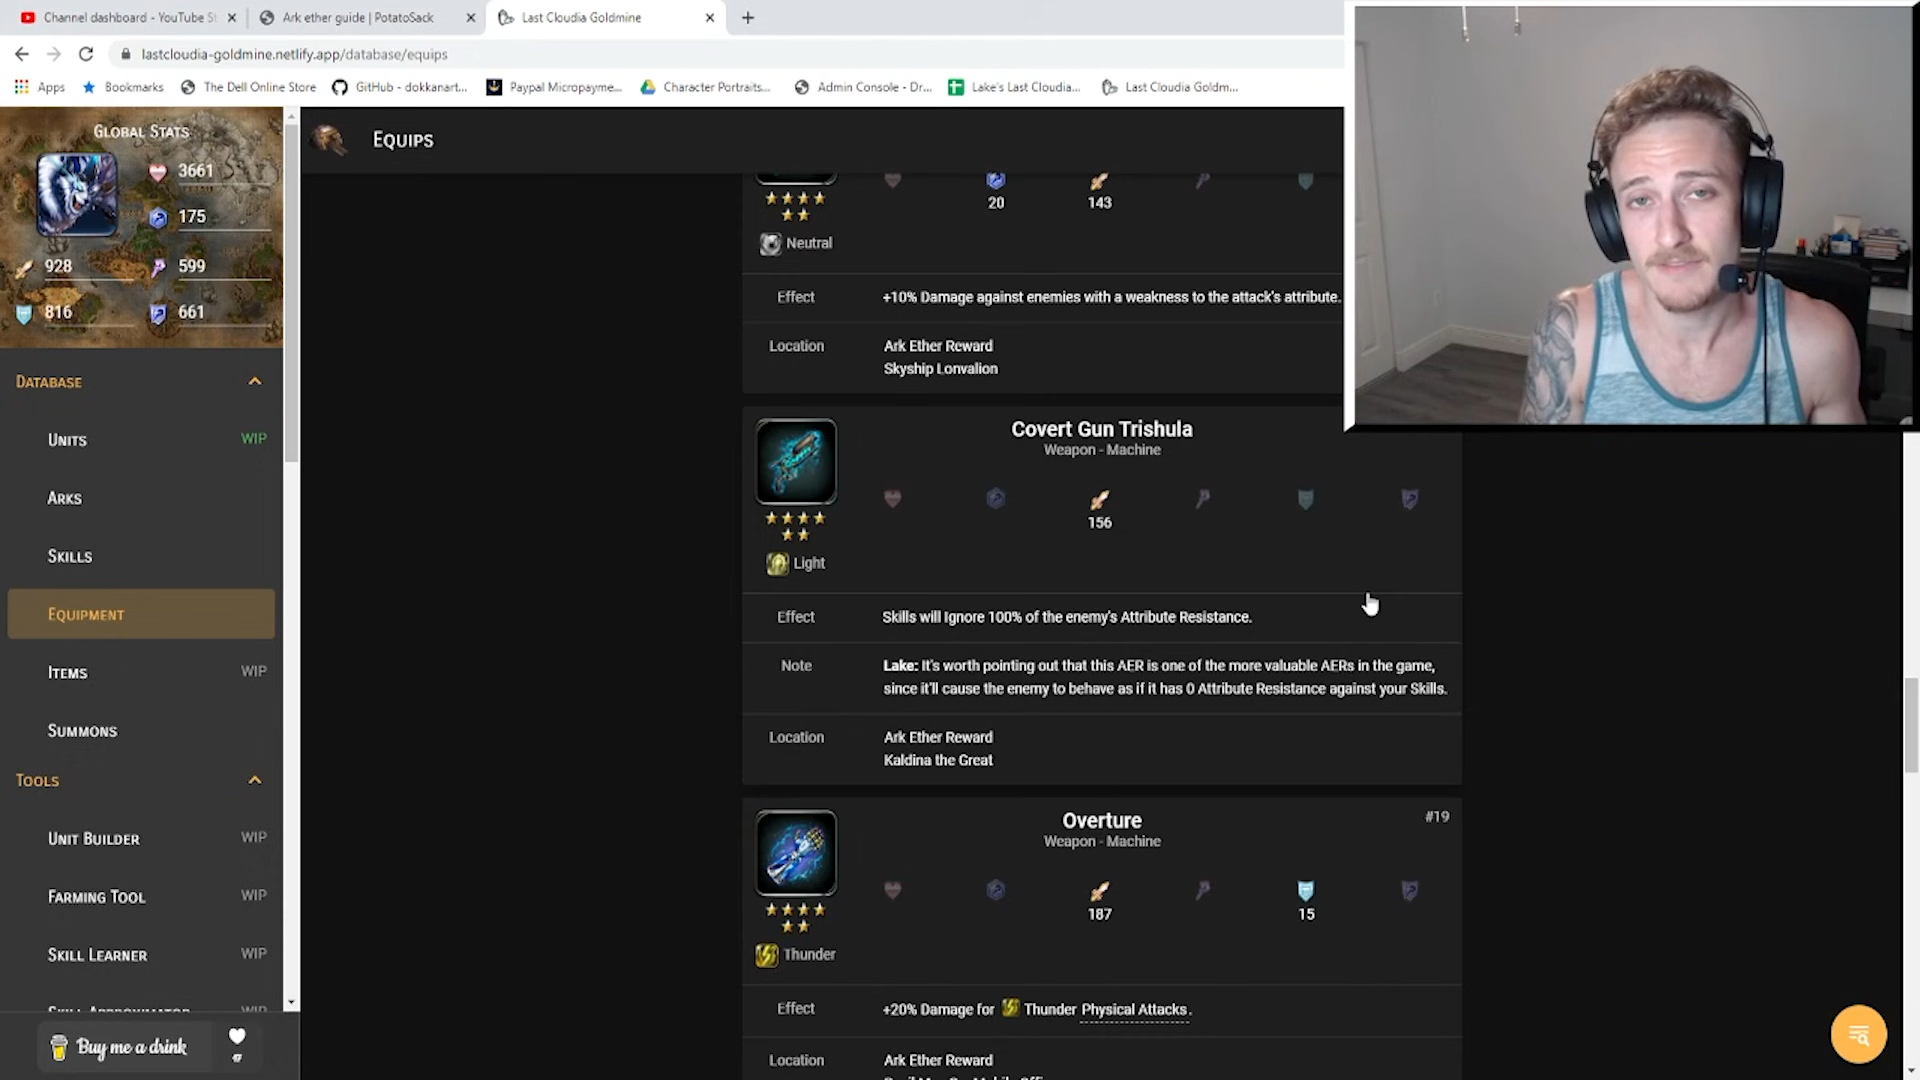 Channel dashboard - YouTube St
Ark ether guide | PotatoSack
Last Cloudia Goldmine
lastcloudia-goldmine.netlify.app/database/equips
Apps
Bookmarks
The Dell Online Store
GitHub - dokkanart...
Paypal Micropayme...
Character Portraits...
Admin Console - Dr...
Lake's Last Cloudia...
Last Cloudia Goldm...
Global Stats
3661
175
928
599
816
661
Database
Units WIP
Arks
Skills
Equipment
Items WIP
Summons
Tools
Unit Builder WIP
Farming Tool WIP
Skill Learner WIP
Skill Approximator WIP
Buy me a drink
Equips
20
143
Neutral
Effect
+10% Damage against enemies with a weakness to the attack's attribute.
Location
Ark Ether Reward
Skyship Lonvalion
Covert Gun Trishula
Weapon - Machine
156
Light
Effect
Skills will Ignore 100% of the enemy's Attribute Resistance.
Note
Lake: It's worth pointing out that this AER is one of the more valuable AERs in the game,
since it'll cause the enemy to behave as if it has 0 Attribute Resistance against your Skills.
Location
Ark Ether Reward
Kaldina the Great
Overture
#19
Weapon - Machine
187
15
Thunder
Effect
+20% Damage for Thunder Physical Attacks.
Location
Ark Ether Reward